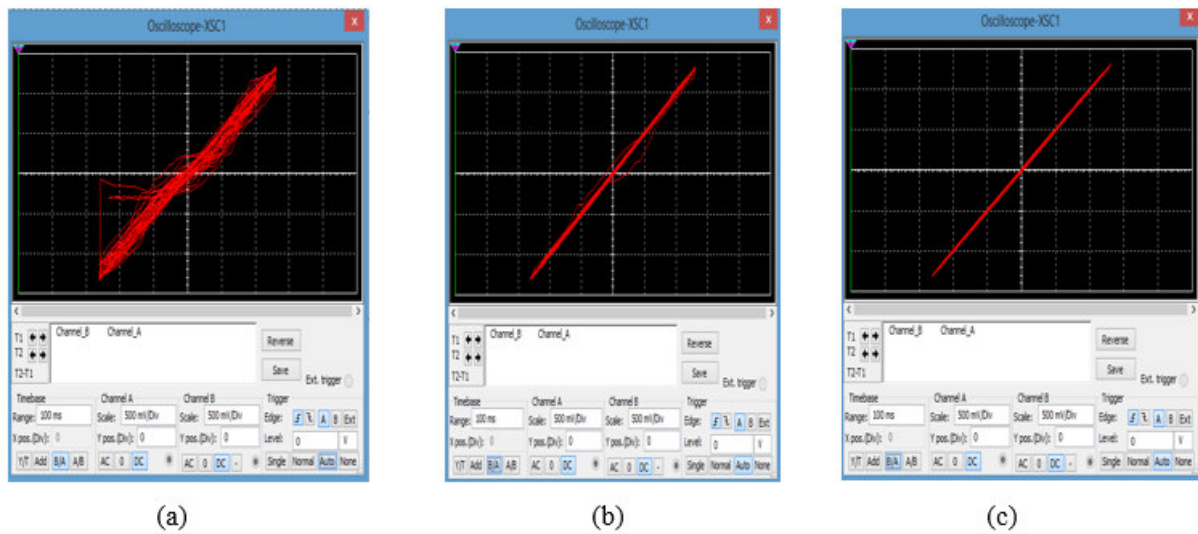 Oscilloscope-XSC1 x
Channel_B Channel_A
T1
T2
T2-T1
Reverse
Save
Ext. trigger
Timebase Channel A Channel B Trigger
Range: 100 ms Scale: 500 mV/Div Scale: 500 mV/Div Edge: A B Ext
X pos.(Div): 0 Y pos.(Div): 0 Y pos.(Div): 0 Level: 0 V
Y/T Add B/A A/B AC 0 DC AC 0 DC - Single Normal Auto None
(a)
Oscilloscope-XSC1 x
Channel_B Channel_A
T1
T2
T2-T1
Reverse
Save
Ext. trigger
Timebase Channel A Channel B Trigger
Range: 100 ms Scale: 500 mV/Div Scale: 500 mV/Div Edge: A B Ext
X pos.(Div): 0 Y pos.(Div): 0 Y pos.(Div): 0 Level: 0 V
Y/T Add B/A A/B AC 0 DC AC 0 DC - Single Normal Auto None
(b)
Oscilloscope-XSC1 x
Channel_B Channel_A
T1
T2
T2-T1
Reverse
Save
Ext. trigger
Timebase Channel A Channel B Trigger
Range: 100 ms Scale: 500 mV/Div Scale: 500 mV/Div Edge: A B Ext
X pos.(Div): 0 Y pos.(Div): 0 Y pos.(Div): 0 Level: 0 V
Y/T Add B/A A/B AC 0 DC AC 0 DC - Single Normal Auto None
(c)